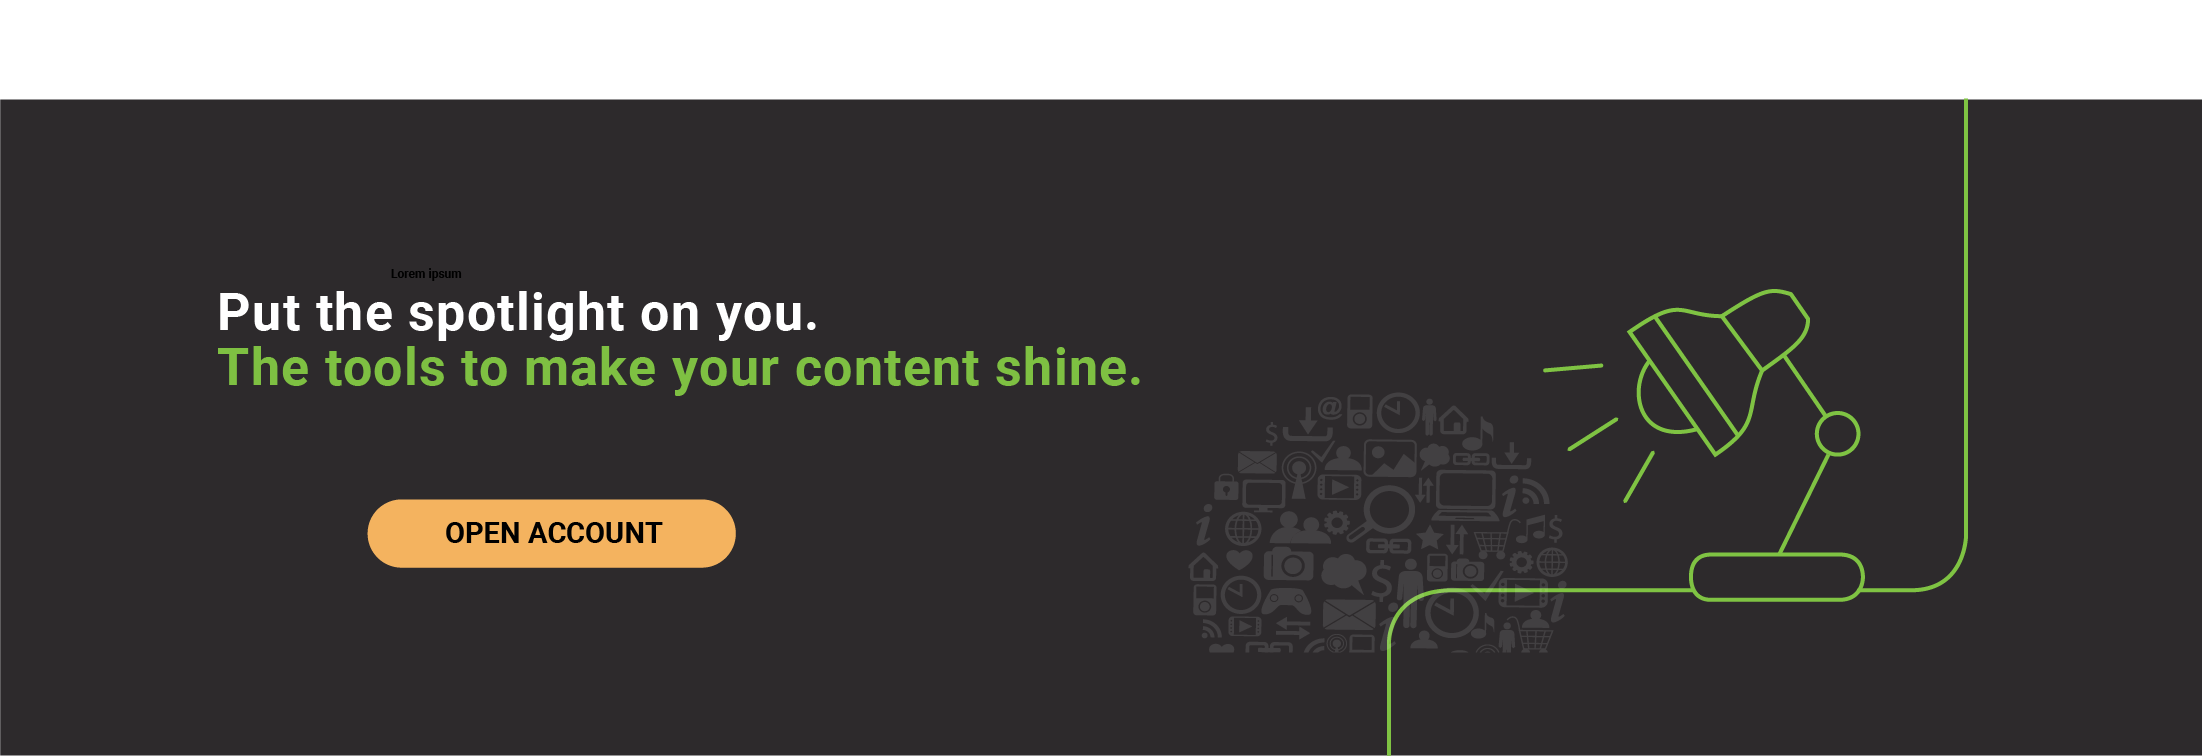 Lorem ipsum
Put the spotlight on you.
The tools to make your content shine.
OPEN ACCOUNT